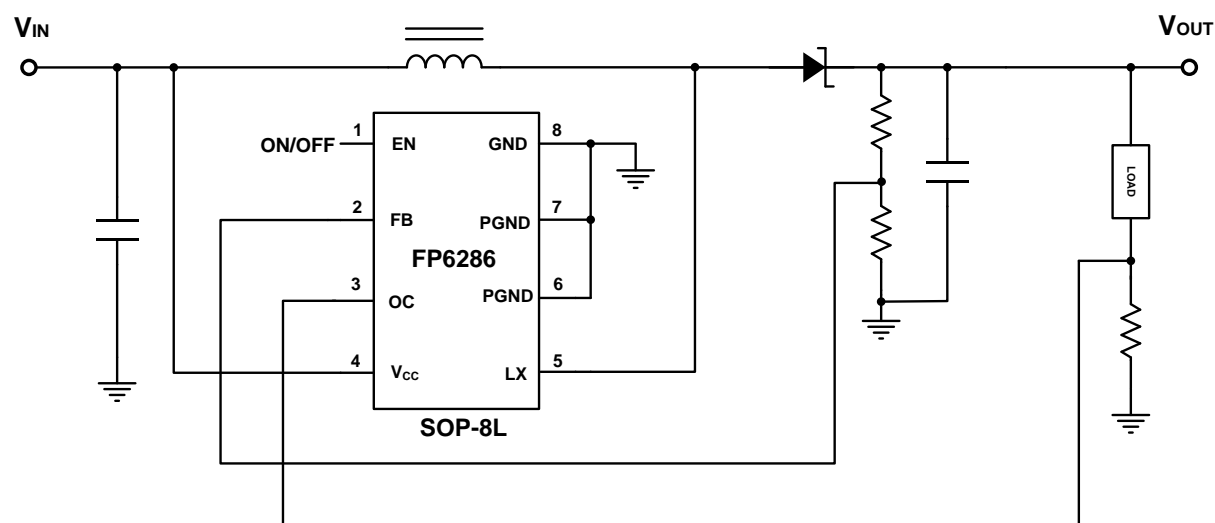 VIN
VOUT
ON/OFF
1
EN
GND
8
2
FB
PGND
7
FP6286
3
OC
PGND
6
4
VCC
LX
5
SOP-8L
LOAD